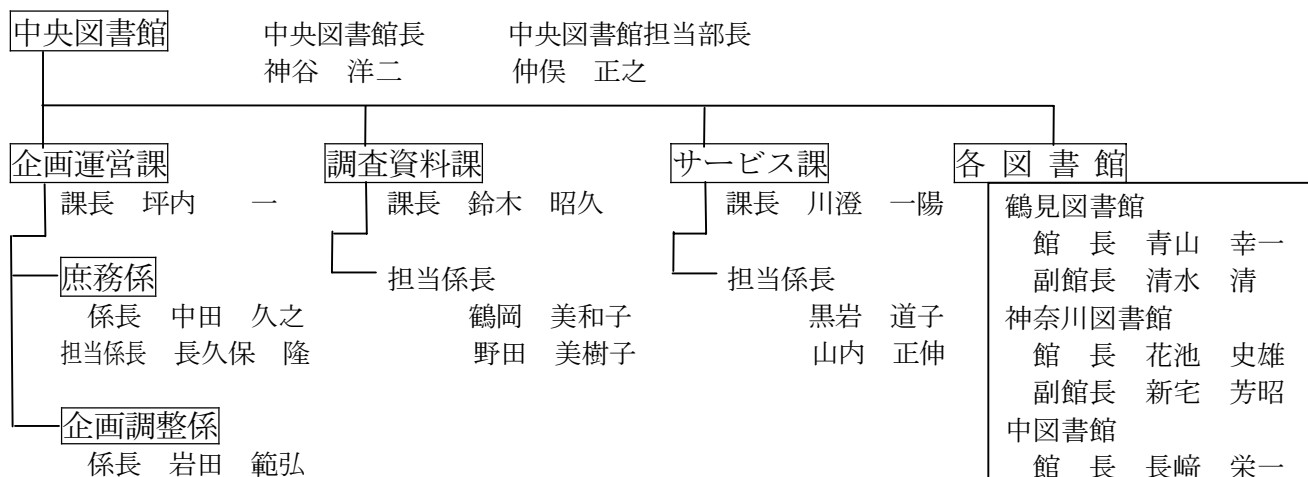 中央図書館　中央図書館長　中央図書館担当部長
神谷　洋二　仲俣　正之
企画運営課
課長　坪内　一
庶務係
係長　中田　久之
担当係長　長久保　隆
企画調整係
係長　岩田　範弘
調査資料課
課長　鈴木　昭久
担当係長
鶴岡　美和子
野田　美樹子
サービス課
課長　川澄　一陽
担当係長
黒岩　道子
山内　正伸
各図書館
鶴見図書館
館　長　青山　幸一
副館長　清水　清
神奈川図書館
館　長　花池　史雄
副館長　新宅　芳昭
中図書館
館　長　長﨑　栄一